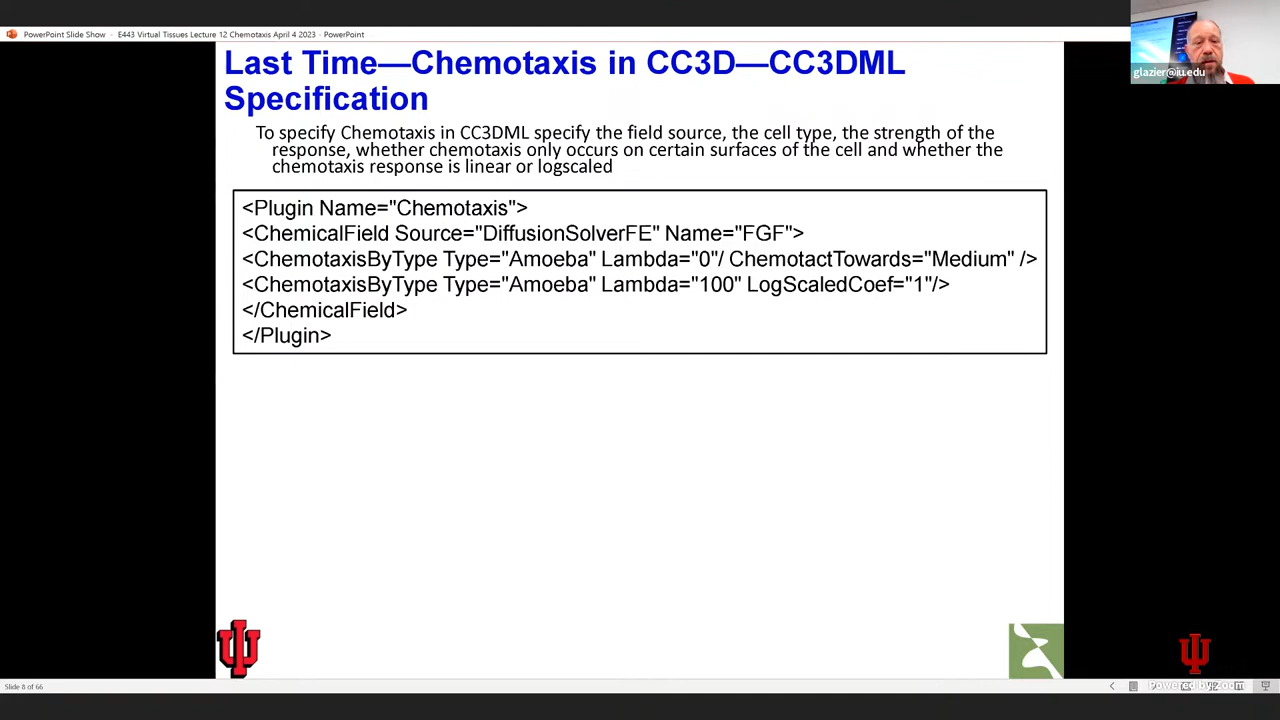 PowerPoint Slide Show - E443 Virtual Tissues Lecture 12 Chemotaxis April 4 2023 - PowerPoint
glazier@iu.edu
Last Time—Chemotaxis in CC3D—CC3DML
Specification
To specify Chemotaxis in CC3DML specify the field source, the cell type, the strength of the
response, whether chemotaxis only occurs on certain surfaces of the cell and whether the
chemotaxis response is linear or logscaled
<Plugin Name="Chemotaxis">
<ChemicalField Source="DiffusionSolverFE" Name="FGF">
<ChemotaxisByType Type="Amoeba" Lambda="0"/ ChemotactTowards="Medium" />
<ChemotaxisByType Type="Amoeba" Lambda="100" LogScaledCoef="1"/>
</ChemicalField>
</Plugin>
Slide 8 of 66
Powered by Zoom